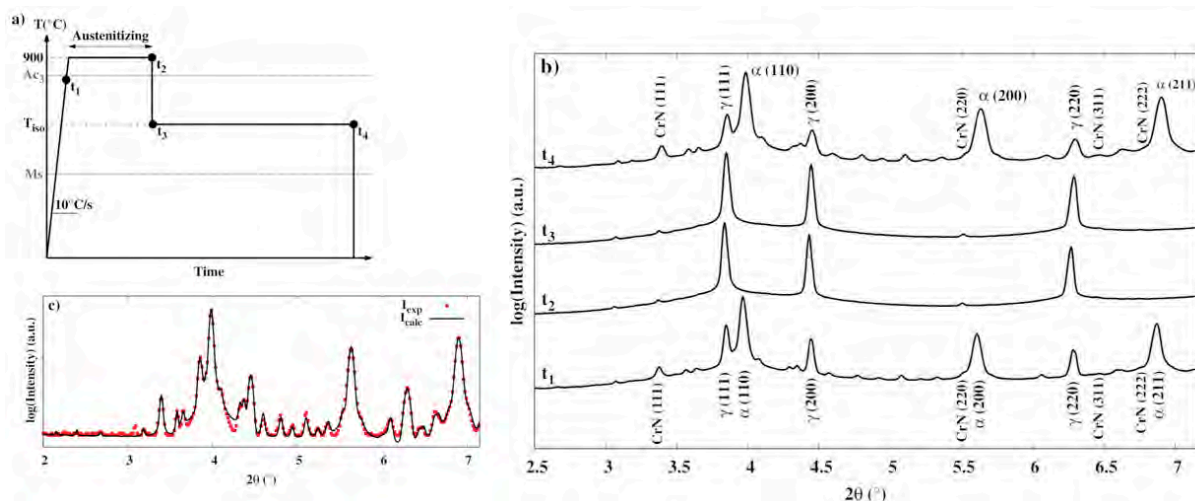 a)
T(°C)
Austenitizing
900
t₂
Ac₃
t₁
T_iso
t₃
t₄
Ms
10°C/s
Time
c)
I_exp
I_calc
log(Intensity) (a.u.)
2 3 4 5 6 7
2θ (°)
b)
log(Intensity) (a.u.)
CrN (111)
γ (111)
α (110)
γ (200)
CrN (220)
α (200)
γ (220)
CrN (311)
CrN (222)
α (211)
t₄
t₃
t₂
t₁
CrN (111)
γ (111)
α (110)
γ (200)
CrN (220)
α (200)
γ (220)
CrN (311)
CrN (222)
α (211)
2.5 3 3.5 4 4.5 5 5.5 6 6.5 7
2θ (°)